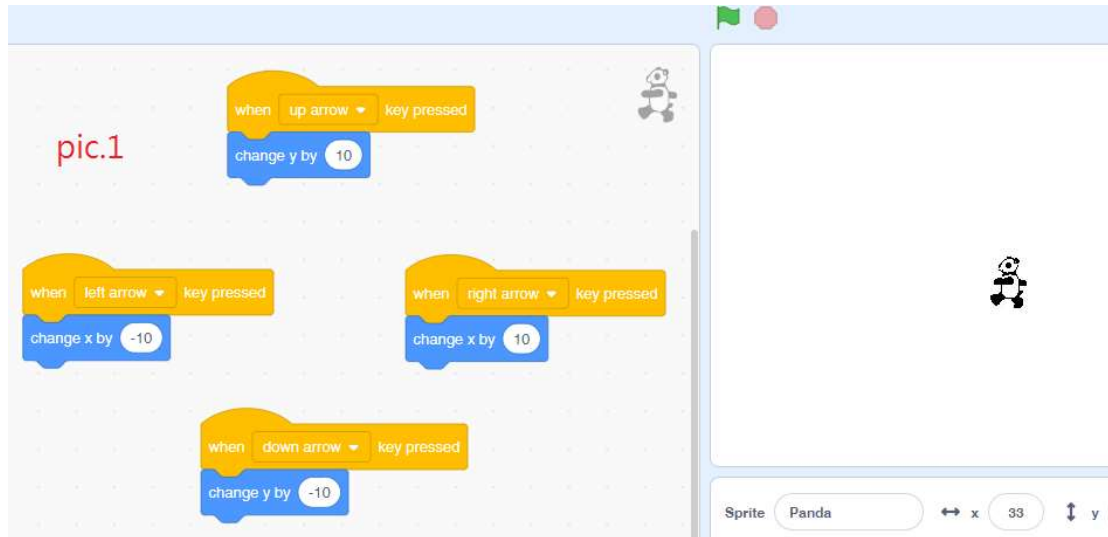 when up arrow key pressed
change y by 10
pic.1
when left arrow key pressed
change x by -10
when right arrow key pressed
change x by 10
when down arrow key pressed
change y by -10
Sprite Panda x 33 y